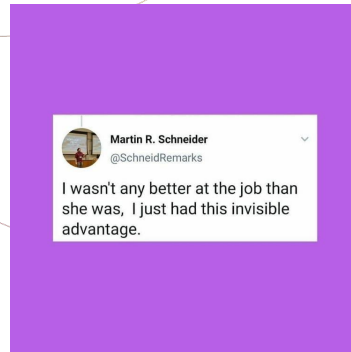 Martin R. Schneider
@SchneidRemarks
I wasn't any better at the job than
she was, I just had this invisible
advantage.